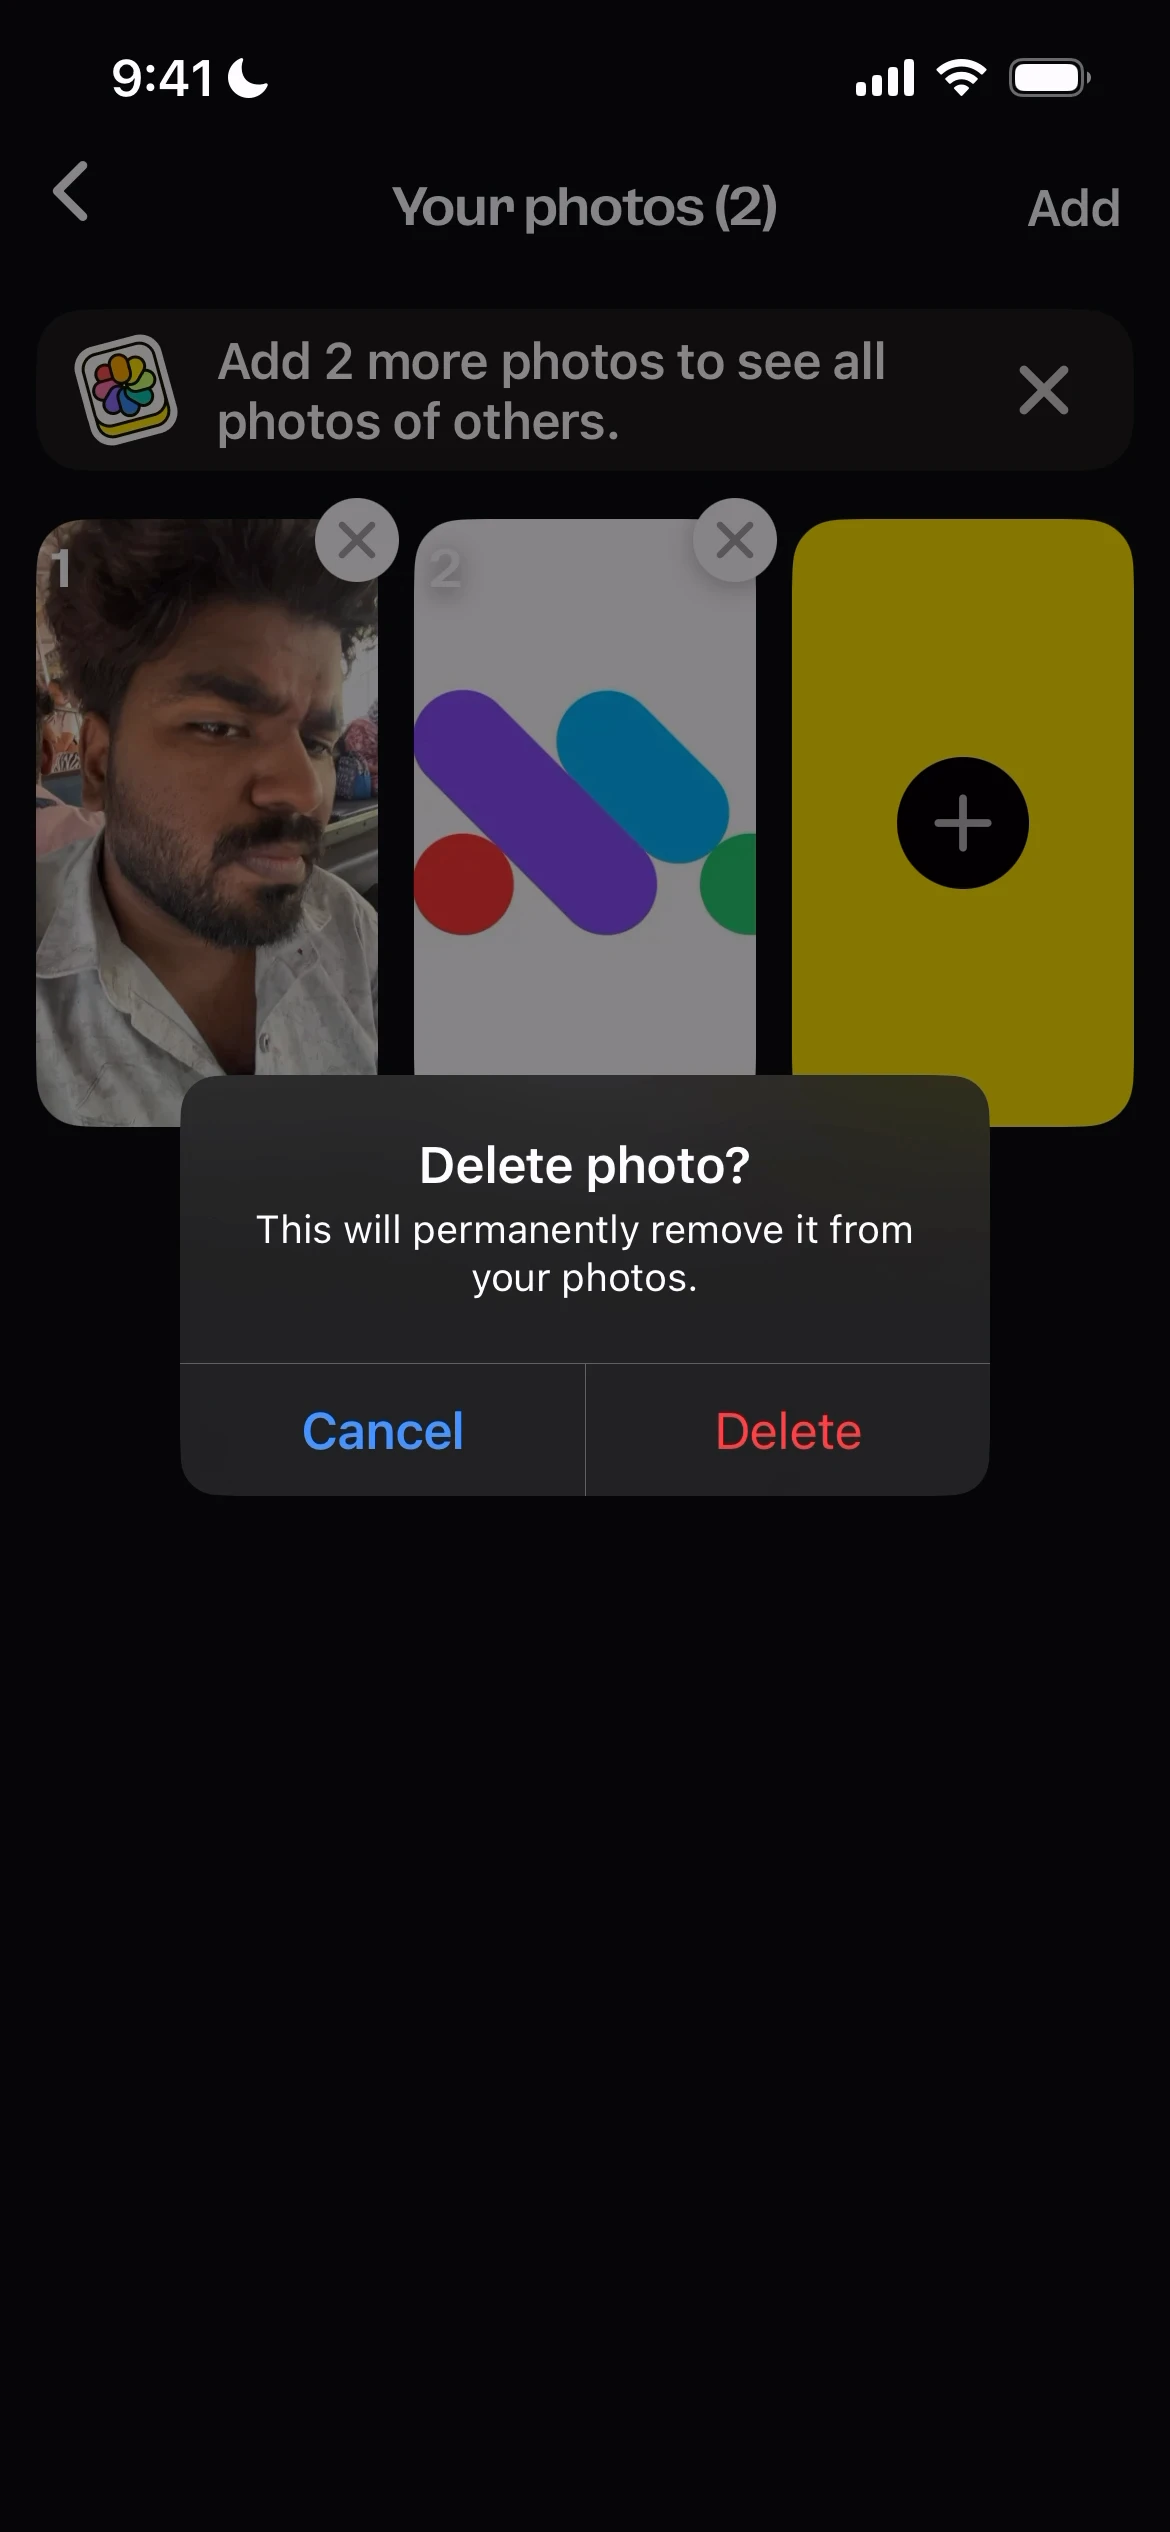 9:41
Your photos (2)
Add
Add 2 more photos to see all
photos of others.
1
2
Delete photo?
This will permanently remove it from
your photos.
Cancel
Delete